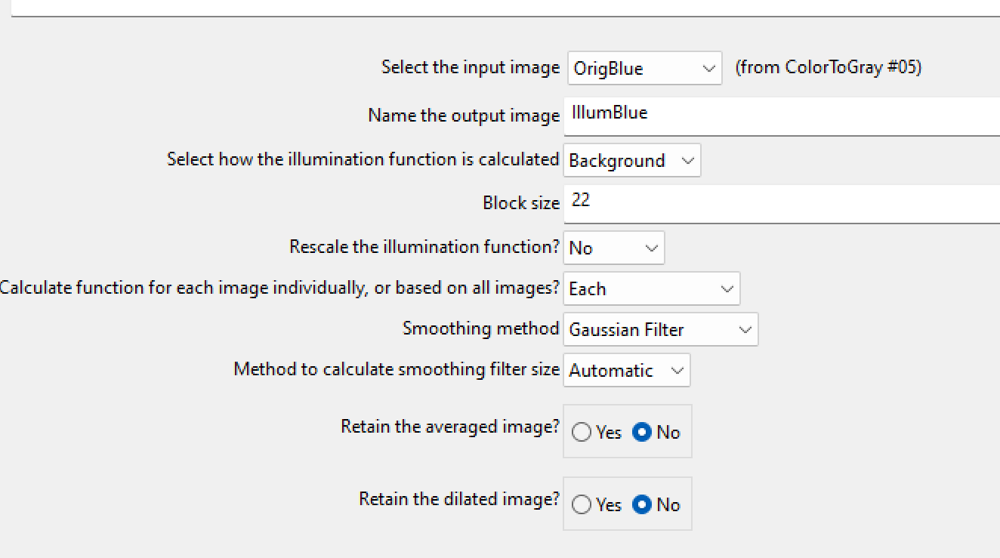 Select the input image OrigBlue (from ColorToGray #05)
Name the output image IllumBlue
Select how the illumination function is calculated Background
Block size 22
Rescale the illumination function? No
Calculate function for each image individually, or based on all images? Each
Smoothing method Gaussian Filter
Method to calculate smoothing filter size Automatic
Retain the averaged image? Yes No
Retain the dilated image? Yes No